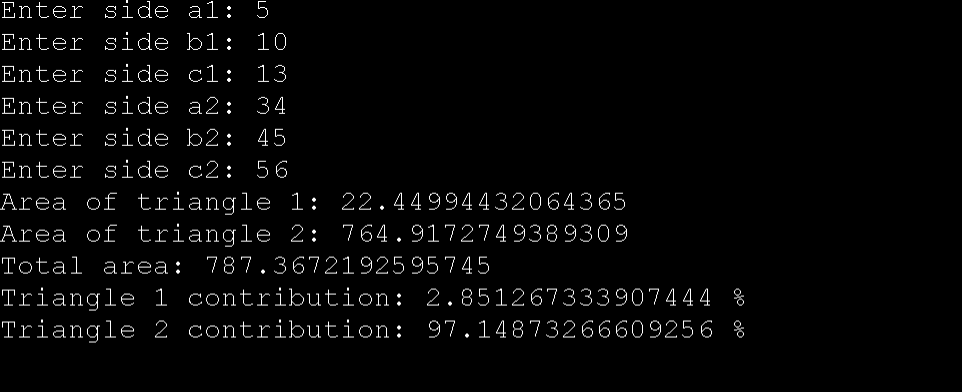 Enter side a1: 5
Enter side b1: 10
Enter side c1: 13
Enter side a2: 34
Enter side b2: 45
Enter side c2: 56
Area of triangle 1: 22.44994432064365
Area of triangle 2: 764.9172749389309
Total area: 787.3672192595745
Triangle 1 contribution: 2.851267333907444 %
Triangle 2 contribution: 97.14873266609256 %